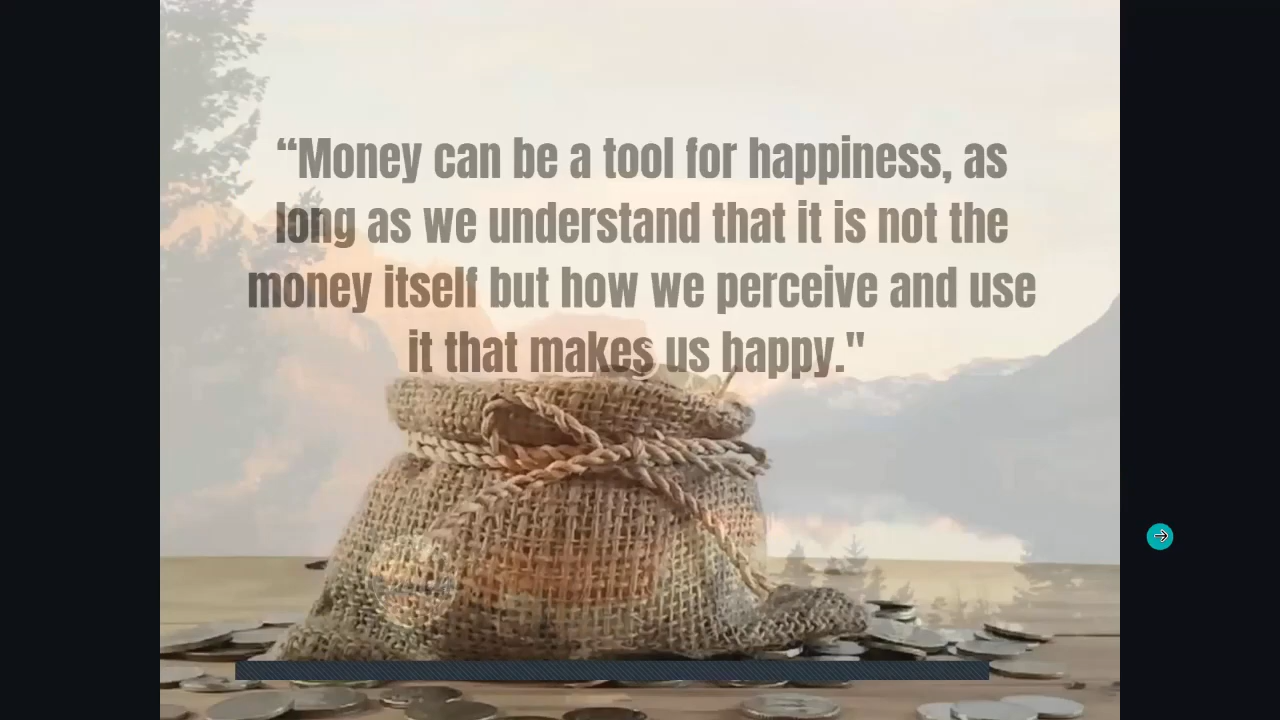 “Money can be a tool for happiness, as
long as we understand that it is not the
money itself but how we perceive and use
it that makes us happy."